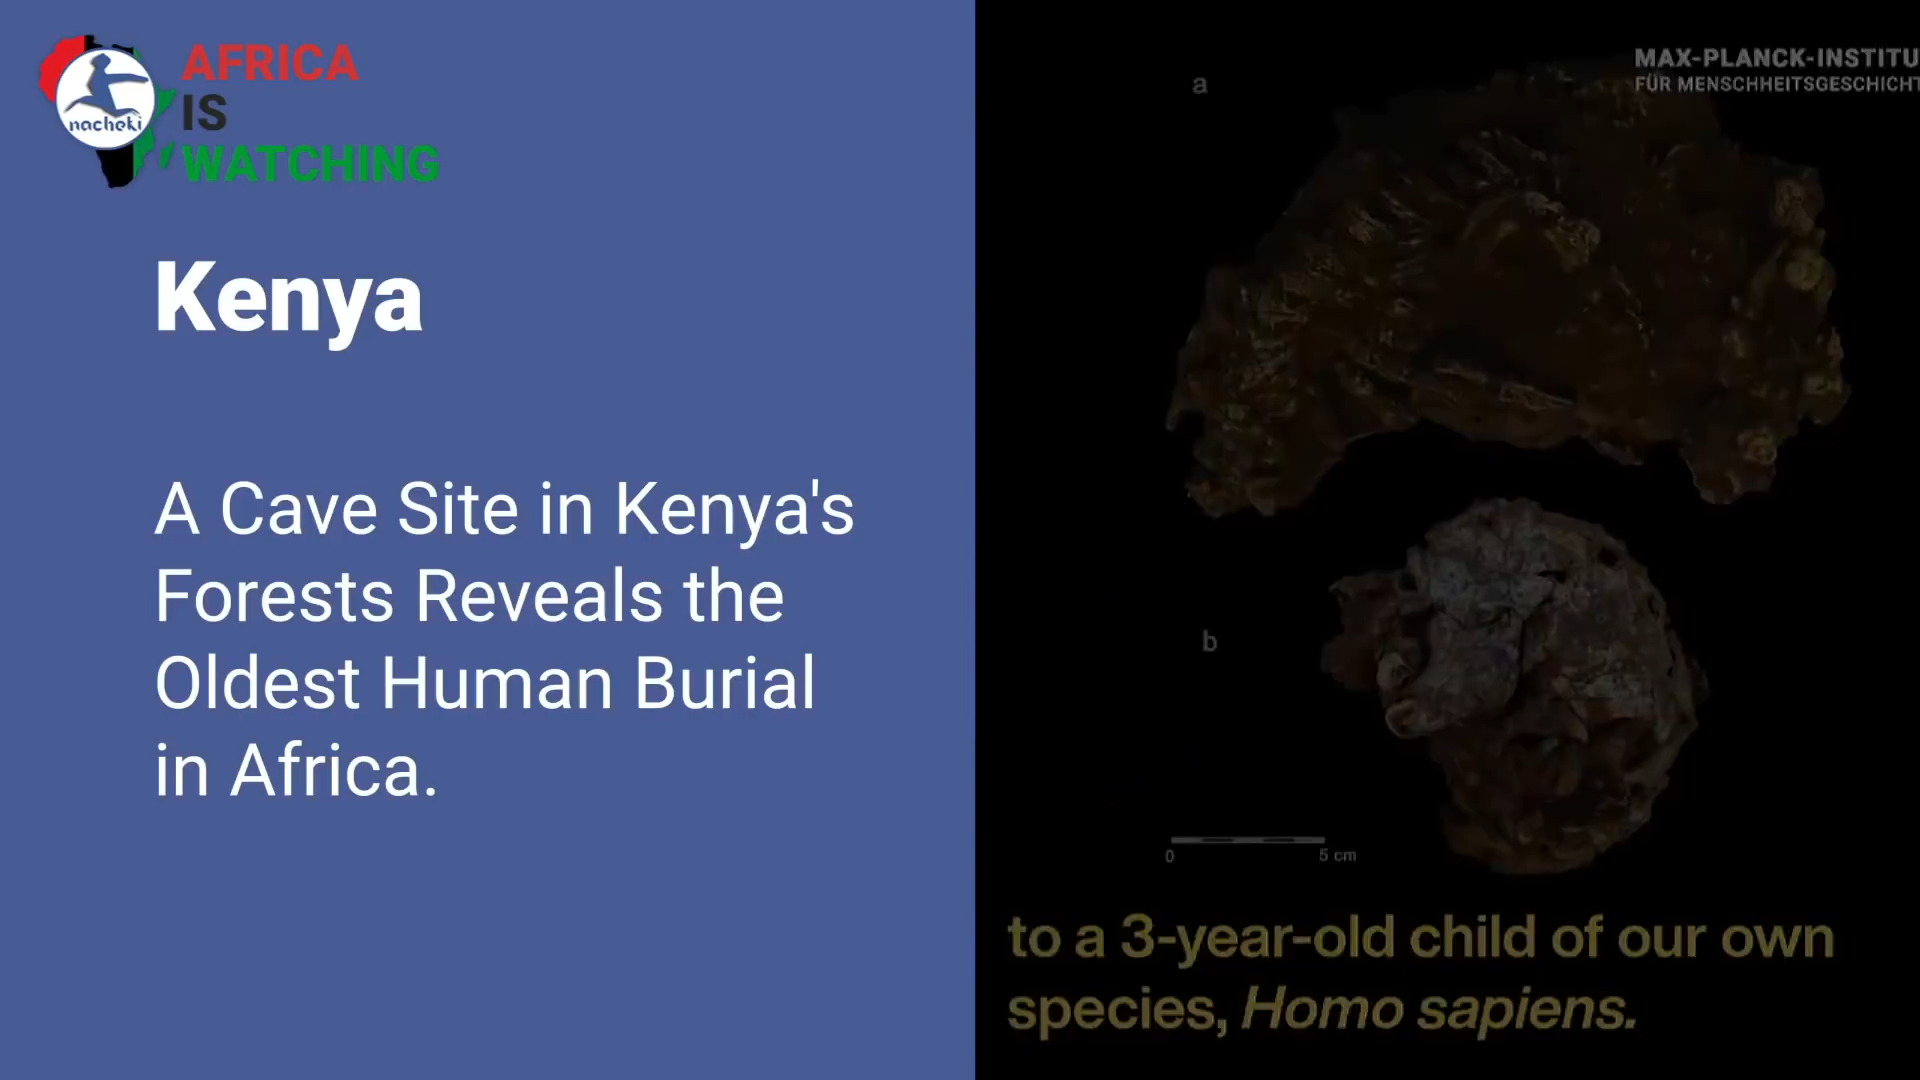 nacheki
AFRICA
IS
WATCHING
Kenya
A Cave Site in Kenya's
Forests Reveals the
Oldest Human Burial
in Africa.
MAX-PLANCK-INSTITU
FÜR MENSCHHEITSGESCHICHT
a
b
0 5 cm
to a 3-year-old child of our own
species, Homo sapiens.